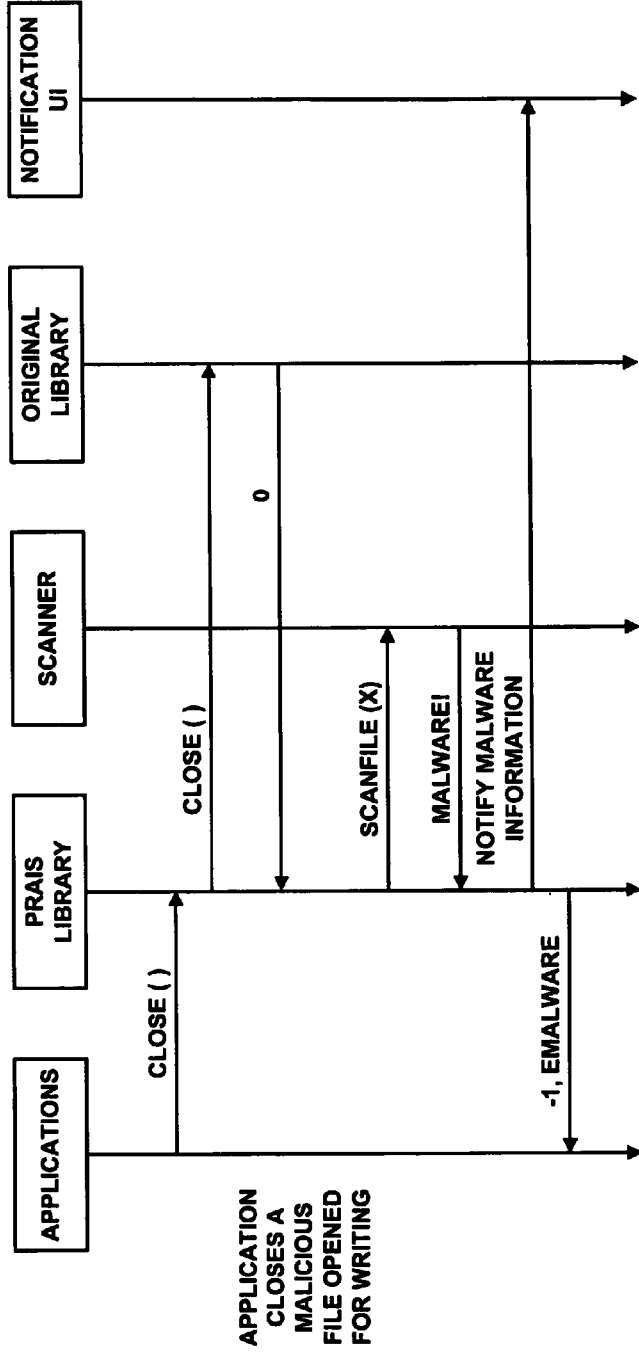 APPLICATIONS
PRAIS
LIBRARY
SCANNER
ORIGINAL
LIBRARY
NOTIFICATION
UI
APPLICATION
CLOSES A
MALICIOUS
FILE OPENED
FOR WRITING
CLOSE ( )
CLOSE ( )
0
SCANFILE (X)
MALWARE!
NOTIFY MALWARE
INFORMATION
-1, EMALWARE